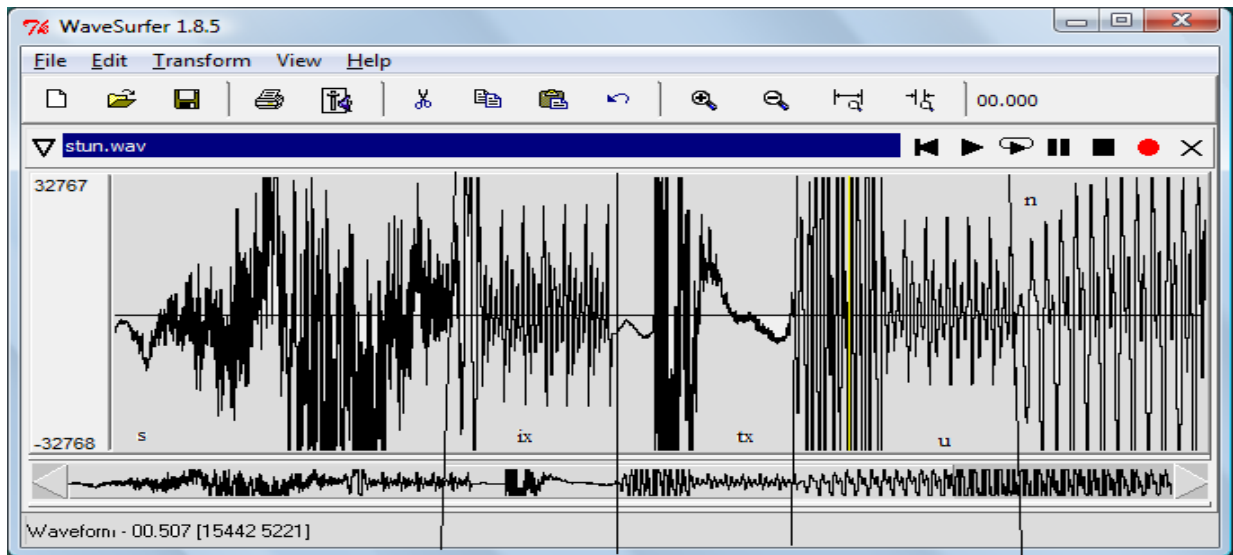 WaveSurfer 1.8.5
File Edit Transform View Help
00.000
stun.wav
32767
n
-32768 s ix tx u
Waveform - 00.507 [15442 5221]